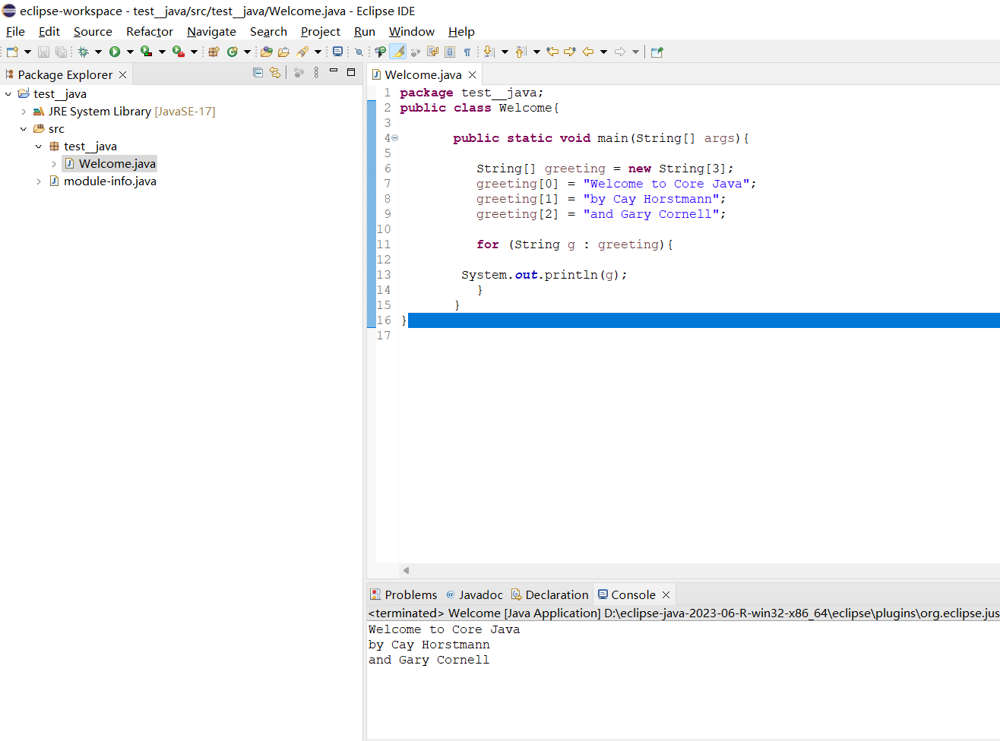 eclipse-workspace - test__java/src/test__java/Welcome.java - Eclipse IDE
File Edit Source Refactor Navigate Search Project Run Window Help
Package Explorer
test__java
JRE System Library [JavaSE-17]
src
test__java
Welcome.java
module-info.java
Welcome.java
1 package test__java;
2 public class Welcome{
3
4 public static void main(String[] args){
5
6 String[] greeting = new String[3];
7 greeting[0] = "Welcome to Core Java";
8 greeting[1] = "by Cay Horstmann";
9 greeting[2] = "and Gary Cornell";
10
11 for (String g : greeting){
12
13 System.out.println(g);
14 }
15 }
16 }
17
Problems @ Javadoc Declaration Console
<terminated> Welcome [Java Application] D:\eclipse-java-2023-06-R-win32-x86_64\eclipse\plugins\org.eclipse.jus
Welcome to Core Java
by Cay Horstmann
and Gary Cornell